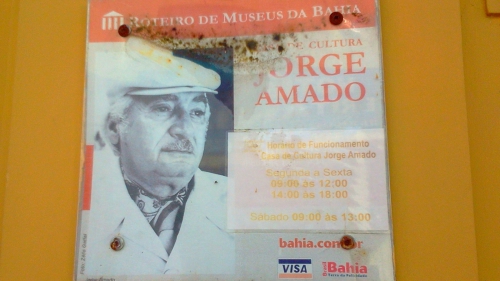 ROTEIRO DE MUSEUS DA BAHIA
DE CULTURA
JORGE
AMADO
Horário de Funcionamento
Casa de Cultura Jorge Amado
Segunda a Sexta
09:00 às 12:00
14:00 às 18:00
Sábado 09:00 às 13:00
bahia.com.br
VISA
Bahia